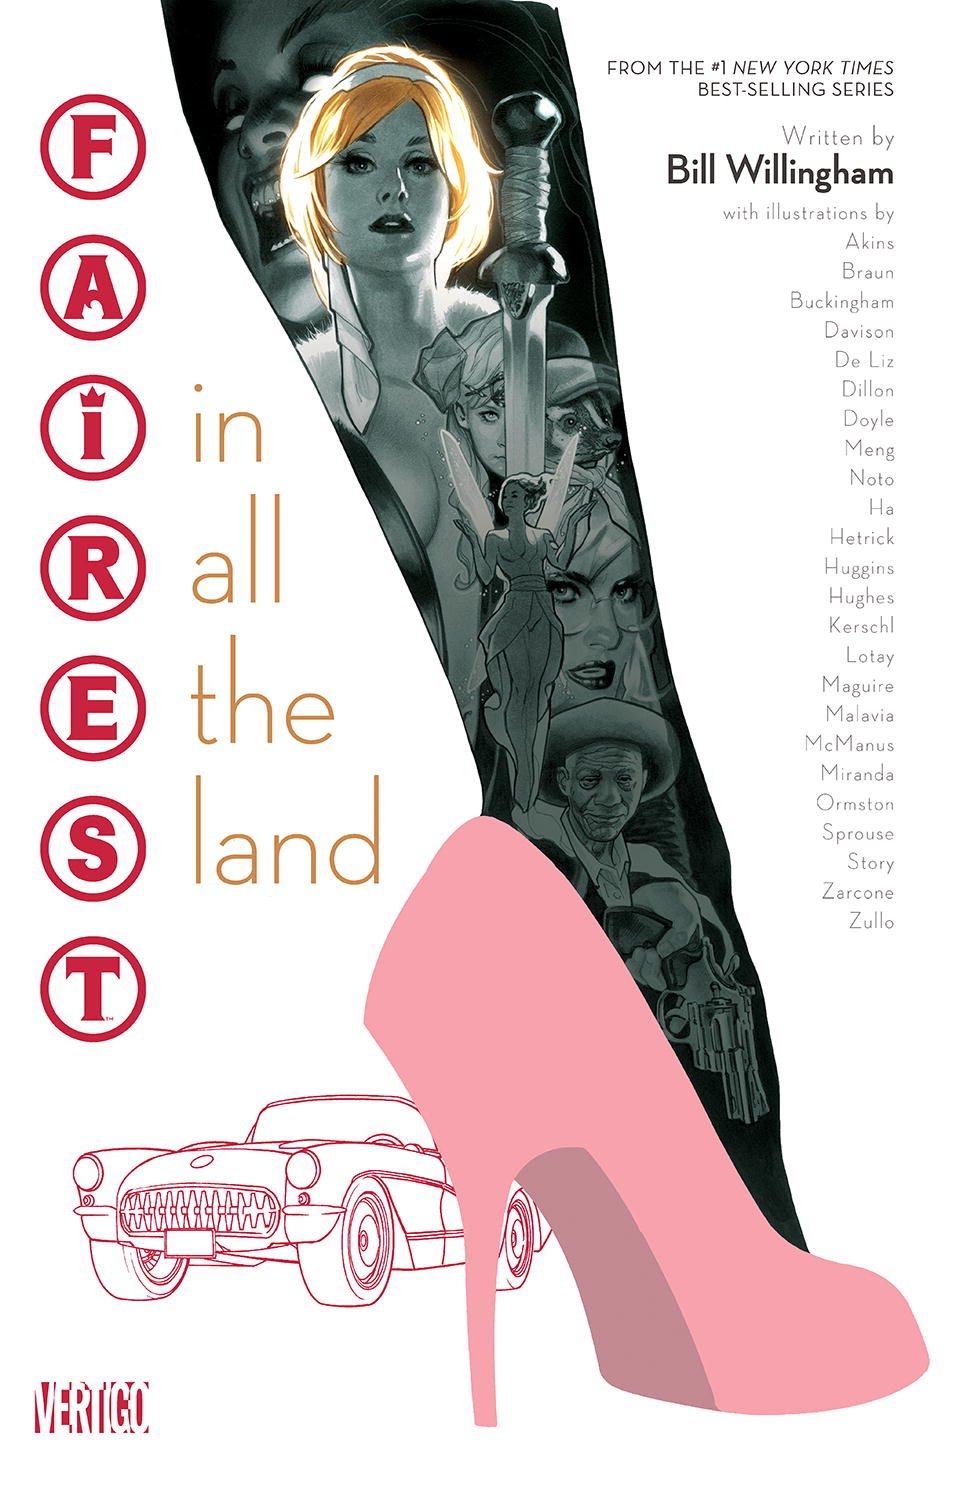 FAIREST
in
all
the
land
FROM THE #1 NEW YORK TIMES
BEST-SELLING SERIES
Written by
Bill Willingham
with illustrations by
Akins
Braun
Buckingham
Davison
De Liz
Dillon
Doyle
Meng
Noto
Ha
Hetrick
Huggins
Hughes
Kerschl
Lotay
Maguire
Malavia
McManus
Miranda
Ormston
Sprouse
Story
Zarcone
Zullo
VERTIGO